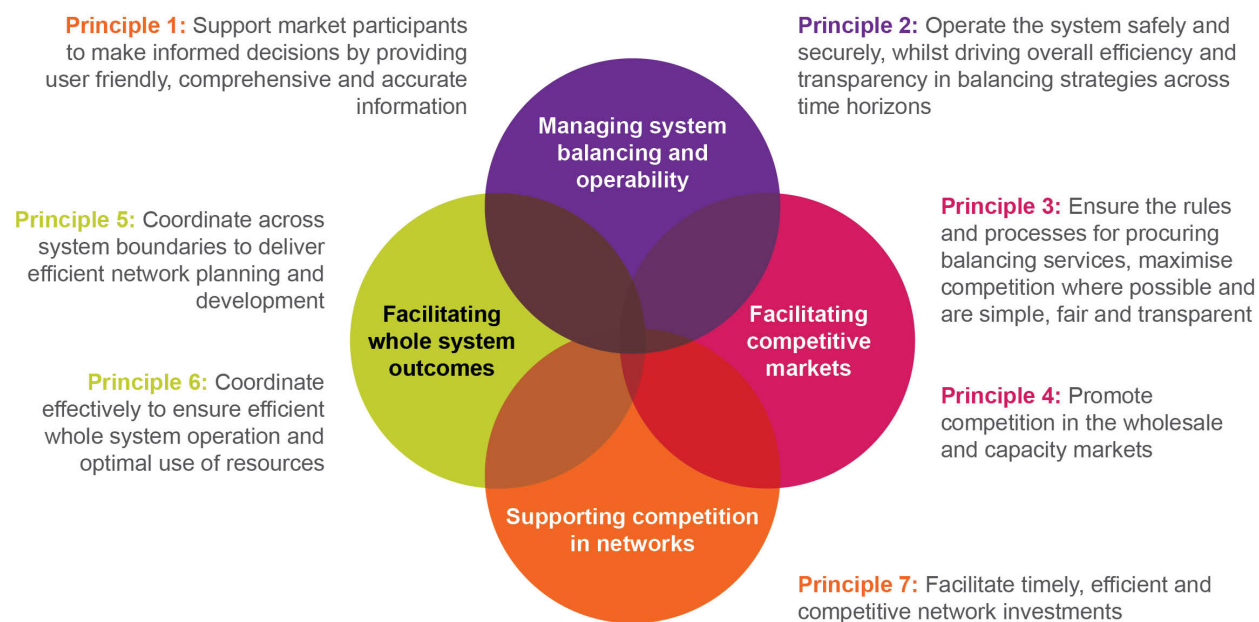 Principle 1: Support market participants
to make informed decisions by providing
user friendly, comprehensive and accurate
information
Principle 2: Operate the system safely and
securely, whilst driving overall efficiency and
transparency in balancing strategies across
time horizons
Managing system
balancing and
operability
Principle 5: Coordinate across
system boundaries to deliver
efficient network planning and
development
Principle 3: Ensure the rules
and processes for procuring
balancing services, maximise
competition where possible and
are simple, fair and transparent
Facilitating
whole system
outcomes
Facilitating
competitive
markets
Principle 6: Coordinate
effectively to ensure efficient
whole system operation and
optimal use of resources
Principle 4: Promote
competition in the wholesale
and capacity markets
Supporting competition
in networks
Principle 7: Facilitate timely, efficient and
competitive network investments